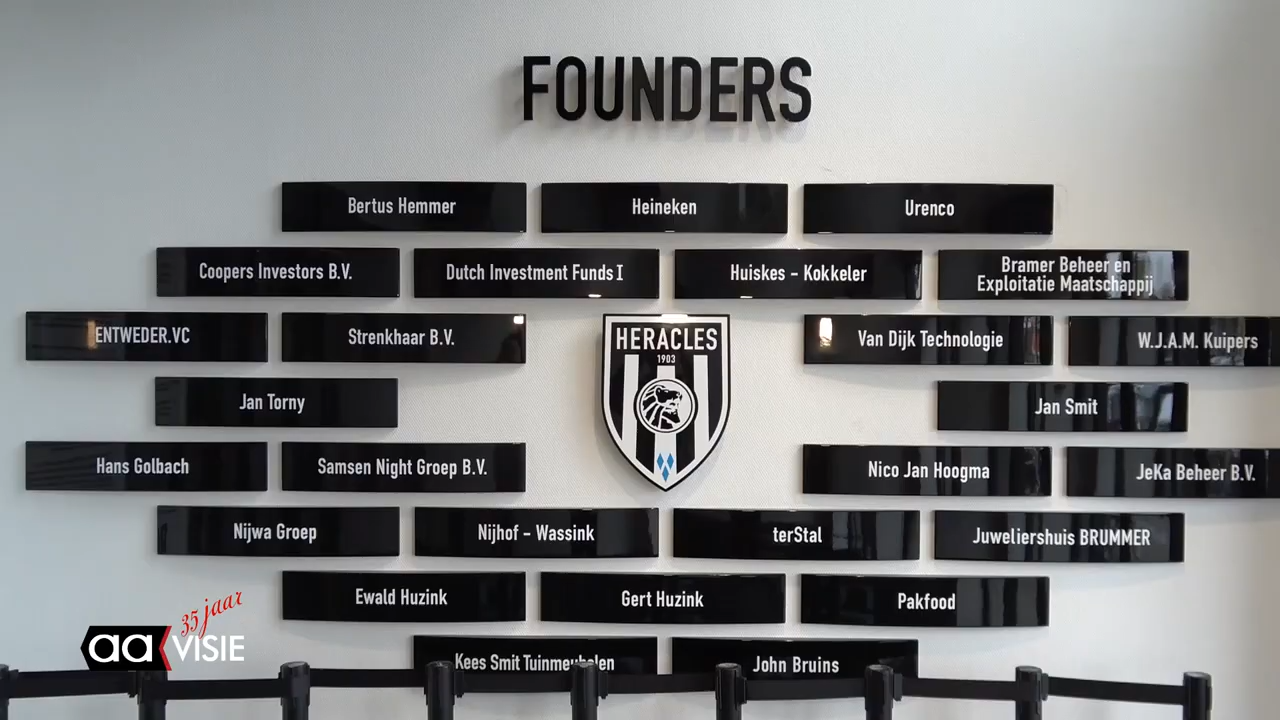 FOUNDERS
Bertus Hemmer
Heineken
Urenco
Coopers Investors B.V.
Dutch Investment Funds I
Huiskes - Kokkeler
Bramer Beheer en
Exploitatie Maatschappij
ENTWEDER.VC
Strenkhaar B.V.
HERACLES
1903
Van Dijk Technologie
W.J.A.M. Kuipers
Jan Torny
Jan Smit
Hans Golbach
Samsen Night Groep B.V.
Nico Jan Hoogma
JeKa Beheer B.V.
Nijwa Groep
Nijhof - Wassink
terStal
Juweliershuis BRUMMER
Ewald Huzink
Gert Huzink
Pakfood
Kees Smit Tuinmeubelen
John Bruins
35 jaar
aa VISIE